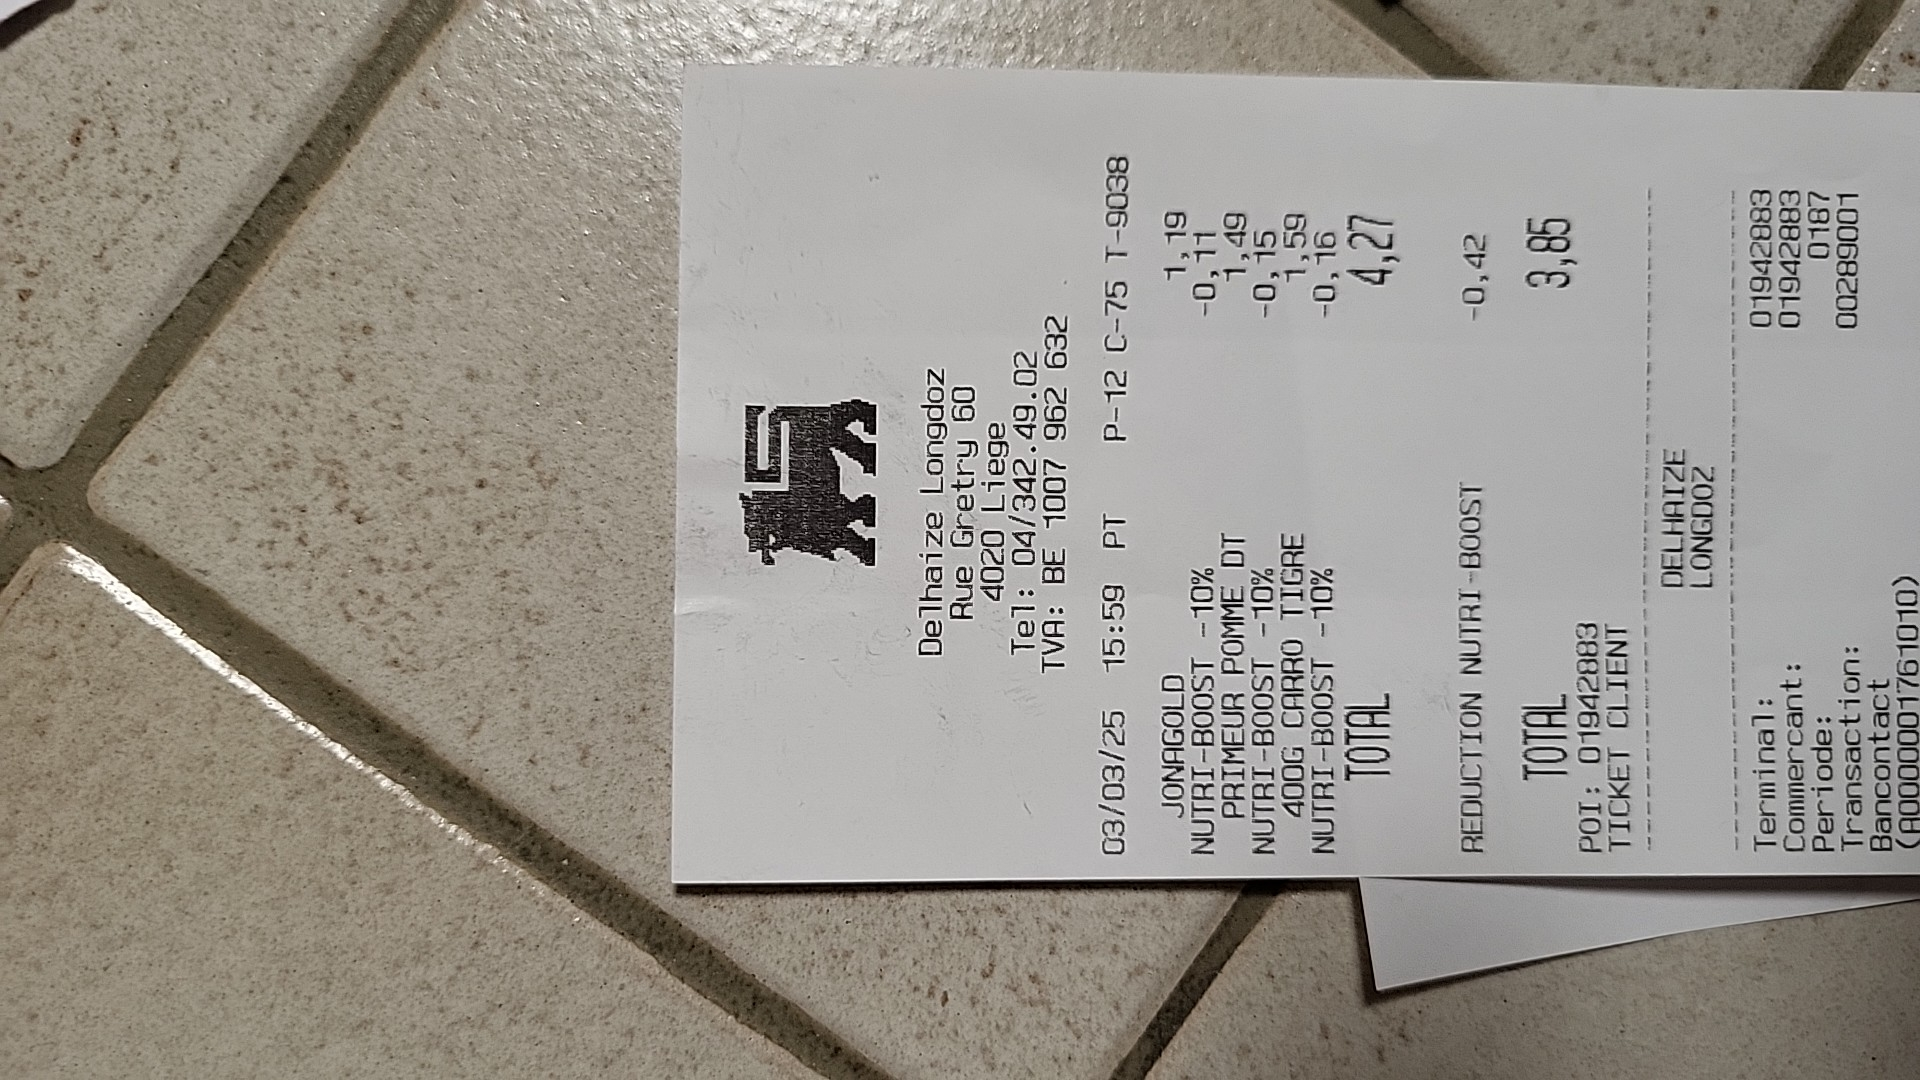 Delhaize Longdoz
Rue Gretry 60
4020 Liege
Tel: 04/342.49.02
TVA: BE 1007 962 632
03/03/25 15:59 PT P-12 C-75 T-9038
JONAGOLD 1,19
NUTRI-BOOST -10% -0,11
PRIMEUR POMME DT 1,49
NUTRI-BOOST -10% -0,15
400G CARRO TIGRE 1,59
NUTRI-BOOST -10% -0,16
TOTAL 4,27
REDUCTION NUTRI-BOOST -0,42
TOTAL 3,85
POI: 01942883
TICKET CLIENT
DELHAIZE
LONGDOZ
Terminal: 01942883
Commercant: 01942883
Periode: 0187
Transaction: 00289001
Bancontact
(A00000017610 10)